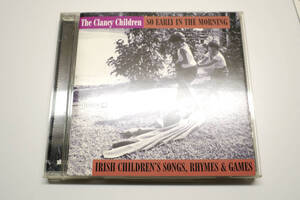 The Clancy Children SO EARLY IN THE MORNING
IRISH CHILDREN'S SONGS, RHYMES & GAMES